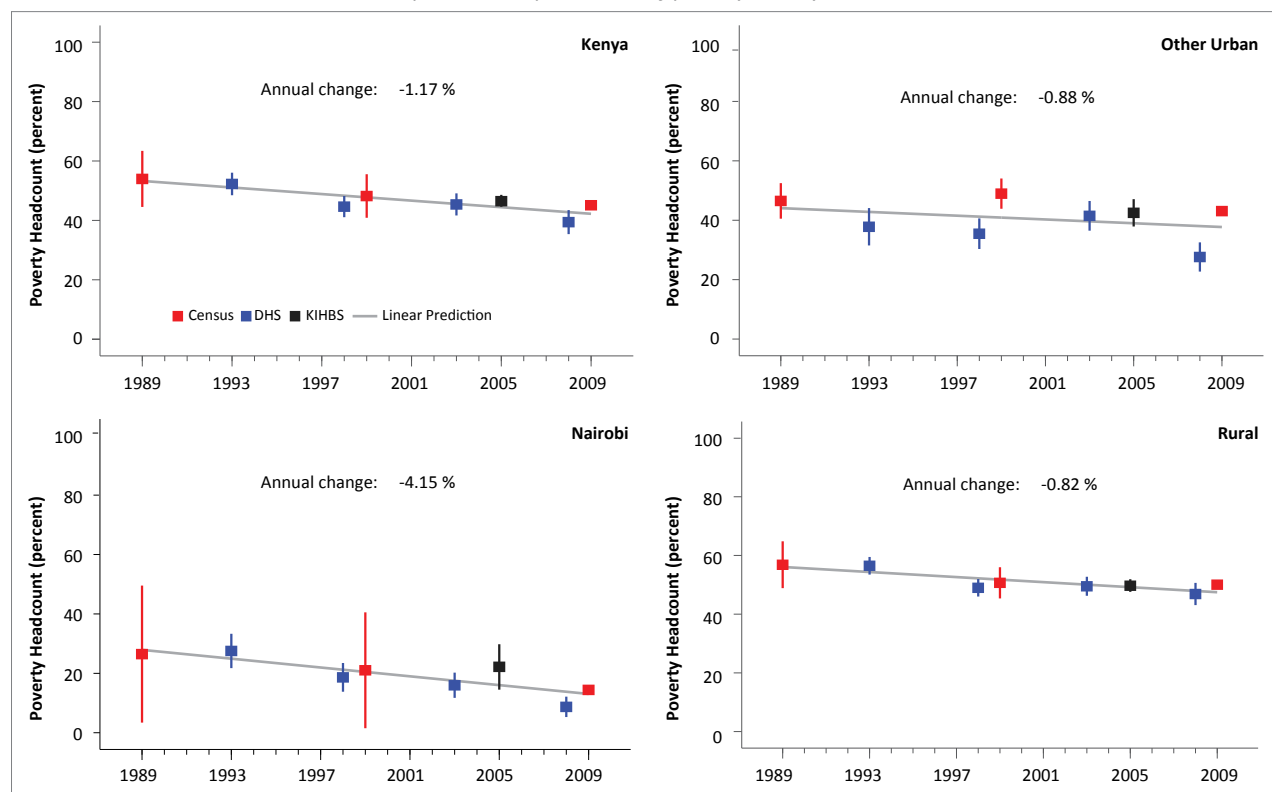 Kenya
Poverty Headcount (percent)
100
80
60
40
20
0
Annual change: -1.17 %
Census DHS KIHBS Linear Prediction
1989 1993 1997 2001 2005 2009
Other Urban
Poverty Headcount (percent)
100
80
60
40
20
0
Annual change: -0.88 %
1989 1993 1997 2001 2005 2009
Nairobi
Poverty Headcount (percent)
100
80
60
40
20
0
Annual change: -4.15 %
1989 1993 1997 2001 2005 2009
Rural
Poverty Headcount (percent)
100
80
60
40
20
0
Annual change: -0.82 %
1989 1993 1997 2001 2005 2009